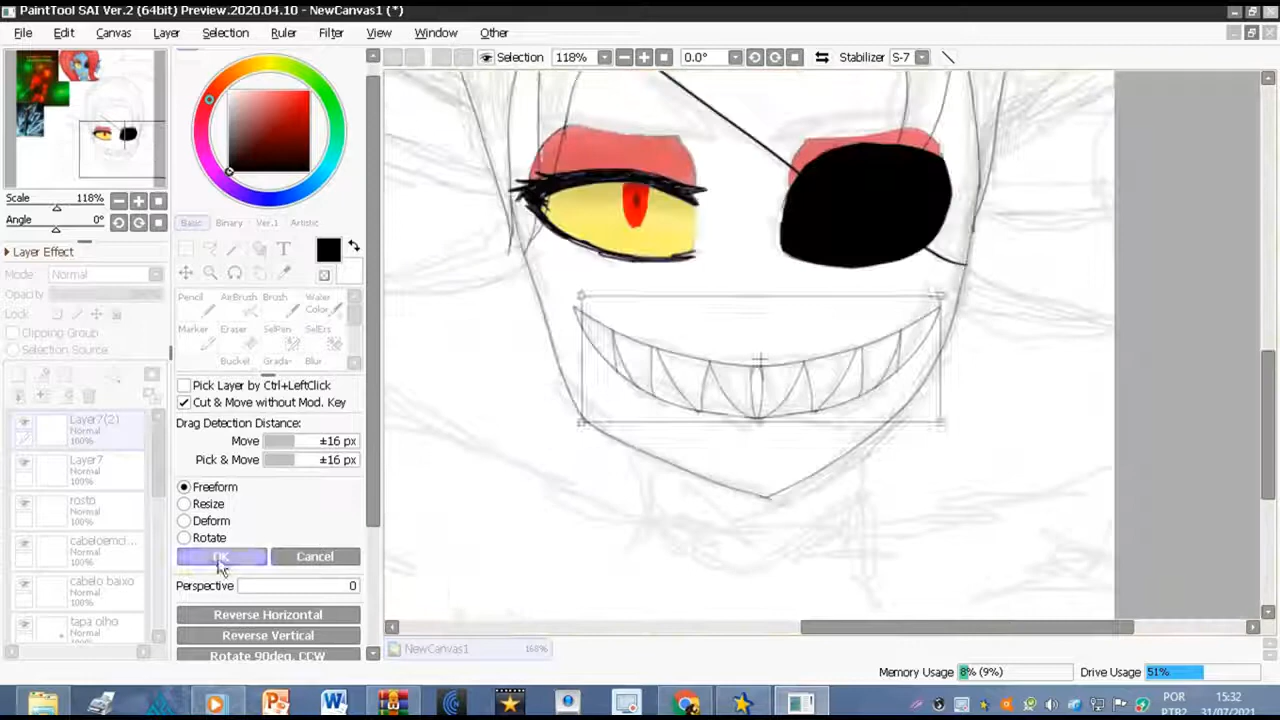 PaintTool SAI Ver.2 (64bit) Preview.2020.04.10 - NewCanvas1 (*)
File Edit Canvas Layer Selection Ruler Filter View Window Other
Selection 118% 0.0° Stabilizer S-7
Scale 118%
Angle 0°
Layer Effect
Mode Normal
Opacity
Lock
Clipping Group
Selection Source
Layer7(2)
Normal
100%
Layer7
Normal
100%
rosto
Normal
100%
cabeloemci...
Normal
100%
cabelo baixo
Normal
100%
tapa olho
Normal
Basic Binary Ver.1 Artistic
T
Pencil AirBrush Brush Water Color
Marker Eraser SelPen SelErs
Bucket Grada- Blur
Pick Layer by Ctrl+LeftClick
Cut & Move without Mod. Key
Drag Detection Distance:
Move ±16 px
Pick & Move ±16 px
Freeform
Resize
Deform
Rotate
OK Cancel
Perspective 0
Reverse Horizontal
Reverse Vertical
Rotate 90deg. CCW
NewCanvas1 168%
Memory Usage 8% (9%) Drive Usage 51%
POR
PTB2
15:32
31/07/2021